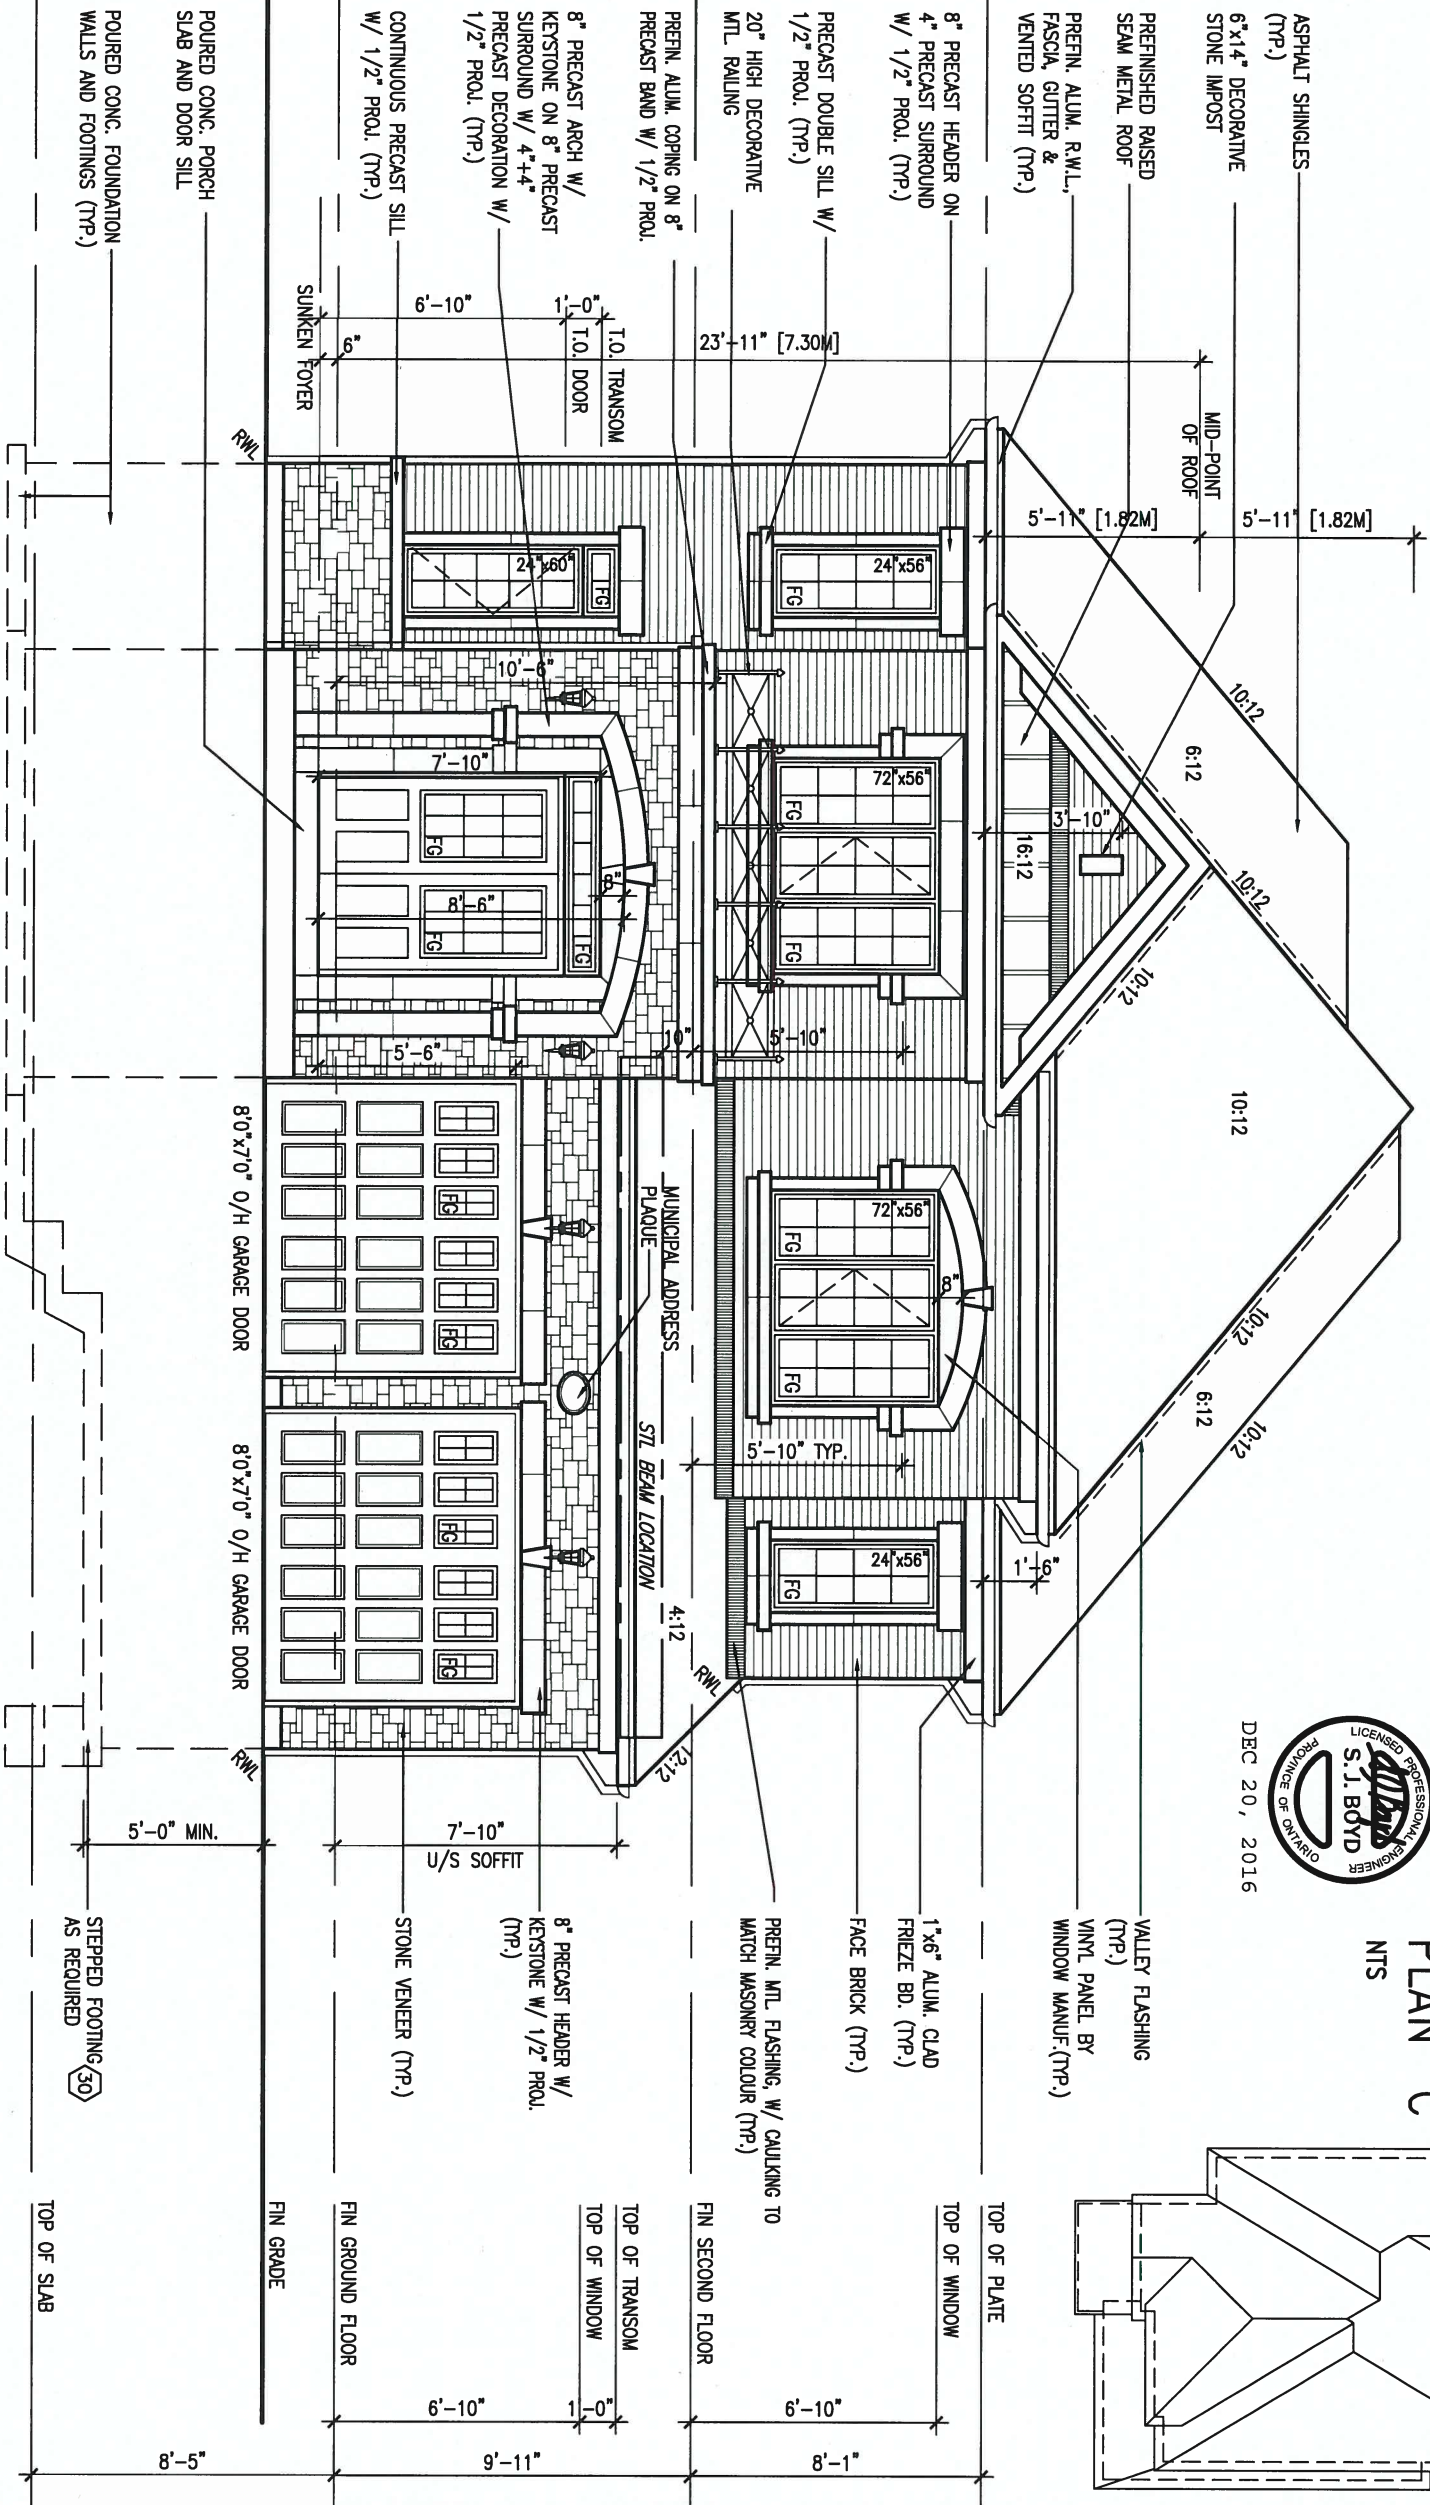 ASPHALT SHINGLES
(TYP.)
6"x14" DECORATIVE
STONE IMPOST
PREFINISHED RAISED
SEAM METAL ROOF
PREFIN. ALUM. R.W.L.,
FASCIA, GUTTER &
VENTED SOFFIT (TYP.)
8" PRECAST HEADER ON
4" PRECAST SURROUND
W/ 1/2" PROJ. (TYP.)
PRECAST DOUBLE SILL W/
1/2" PROJ. (TYP.)
20" HIGH DECORATIVE
MTL. RAILING
PREFIN. ALUM. COPING ON 8"
PRECAST BAND W/ 1/2" PROJ.
8" PRECAST ARCH W/
KEYSTONE ON 8" PRECAST
SURROUND W/ 4"+4"
PRECAST DECORATION W/
1/2" PROJ. (TYP.)
CONTINUOUS PRECAST SILL
W/ 1/2" PROJ. (TYP.)
POURED CONC. PORCH
SLAB AND DOOR SILL
POURED CONC. FOUNDATION
WALLS AND FOOTINGS (TYP.)
5'-11" [1.82M]
MID-POINT
OF ROOF
5'-11" [1.82M]
23'-11" [7.30M]
T.O. TRANSOM
1'-0"
T.O. DOOR
6'-10"
6"
SUNKEN FOYER
RWL
10:12
6:12
10:12
10:12
10:12
10:12
6:12
10:12
3'-10"
16:12
1'-6"
24"x56"
FG
72"x56"
FG
FG
72"x56"
8"
FG
FG
24"x56"
FG
5'-10"
10"
5'-10" TYP.
24"x60"
FG
10'-6"
7'-10"
8"
8'-6"
FG
FG
FG
5'-6"
MUNICIPAL ADDRESS
PLAQUE
STL BEAM LOCATION
4:12
12:12
RWL
FG
FG
FG
FG
8'0"x7'0" O/H GARAGE DOOR
8'0"x7'0" O/H GARAGE DOOR
RWL
7'-10"
U/S SOFFIT
5'-0" MIN.
LICENSED PROFESSIONAL ENGINEER
S. J. BOYD
PROVINCE OF ONTARIO
DEC 20, 2016
PLAN 'C'
NTS
VALLEY FLASHING
(TYP.)
VINYL PANEL BY
WINDOW MANUF.(TYP.)
1"x6" ALUM. CLAD
FRIEZE BD. (TYP.)
FACE BRICK (TYP.)
PREFIN. MTL. FLASHING, W/ CAULKING TO
MATCH MASONRY COLOUR (TYP.)
8" PRECAST HEADER W/
KEYSTONE W/ 1/2" PROJ.
(TYP.)
STONE VENEER (TYP.)
STEPPED FOOTING 30
AS REQUIRED
TOP OF PLATE
TOP OF WINDOW
FIN SECOND FLOOR
TOP OF TRANSOM
TOP OF WINDOW
FIN GROUND FLOOR
FIN GRADE
TOP OF SLAB
6'-10"
1'-0"
6'-10"
8'-1"
9'-11"
8'-5"